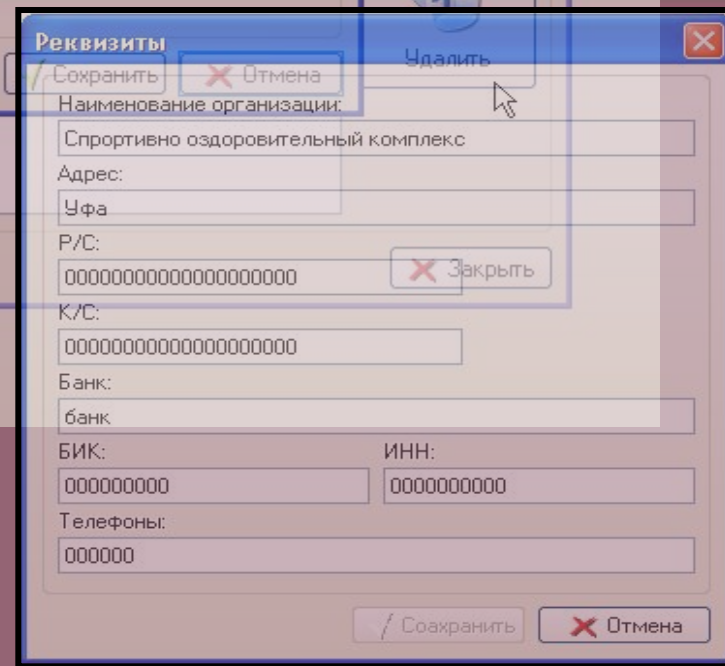 Реквизиты
Удалить
Сохранить Отмена
Наименование организации:
Спрортивно оздоровительный комплекс
Адрес:
Уфа
Р/С:
00000000000000000000
Закрыть
К/С:
00000000000000000000
Банк:
банк
БИК: ИНН:
000000000 0000000000
Телефоны:
000000
Соахранить Отмена